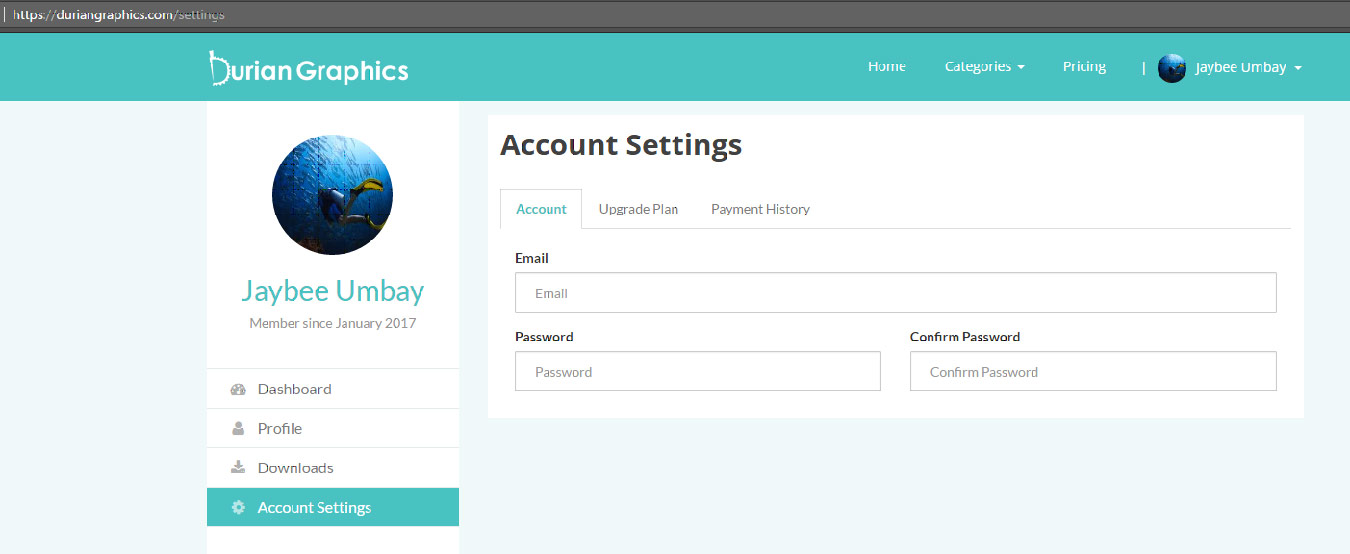 https://duriangraphics.com/settings
Durian Graphics
Home Categories Pricing | Jaybee Umbay
Jaybee Umbay
Member since January 2017
Dashboard
Profile
Downloads
Account Settings
Account Settings
Account Upgrade Plan Payment History
Email
Email
Password Confirm Password
Password Confirm Password